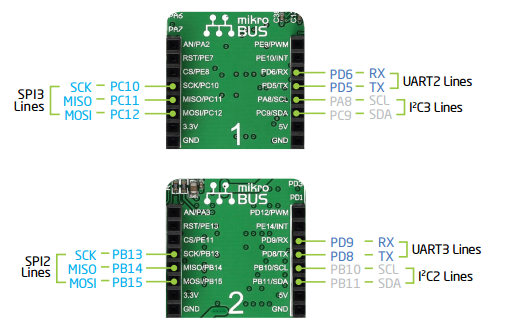 PA6
PA7
mikro
BUS
AN/PA2
PE9/PWM
RST/PE7
PE10/INT
CS/PE8
PD6/RX
PD6 – RX
UART2 Lines
SPI3
Lines
SCK – PC10
SCK/PC10
PD5/TX
PD5 – TX
MISO – PC11
MISO/PC11
PA8/SCL
PA8 – SCL
I²C3 Lines
MOSI – PC12
MOSI/PC12
PC9/SDA
PC9 – SDA
3.3V
5V
GND
1
GND
mikro
BUS
AN/PA3
PD12/PWM
RST/PE13
PE14/INT
CS/PE11
PD9/RX
PD9 – RX
UART3 Lines
SPI2
Lines
SCK – PB13
SCK/PB13
PD8/TX
PD8 – TX
MISO – PB14
MISO/PB14
PB10/SCL
PB10 – SCL
I²C2 Lines
MOSI – PB15
MOSI/PB15
PB11/SDA
PB11 – SDA
3.3V
5V
GND
2
GND